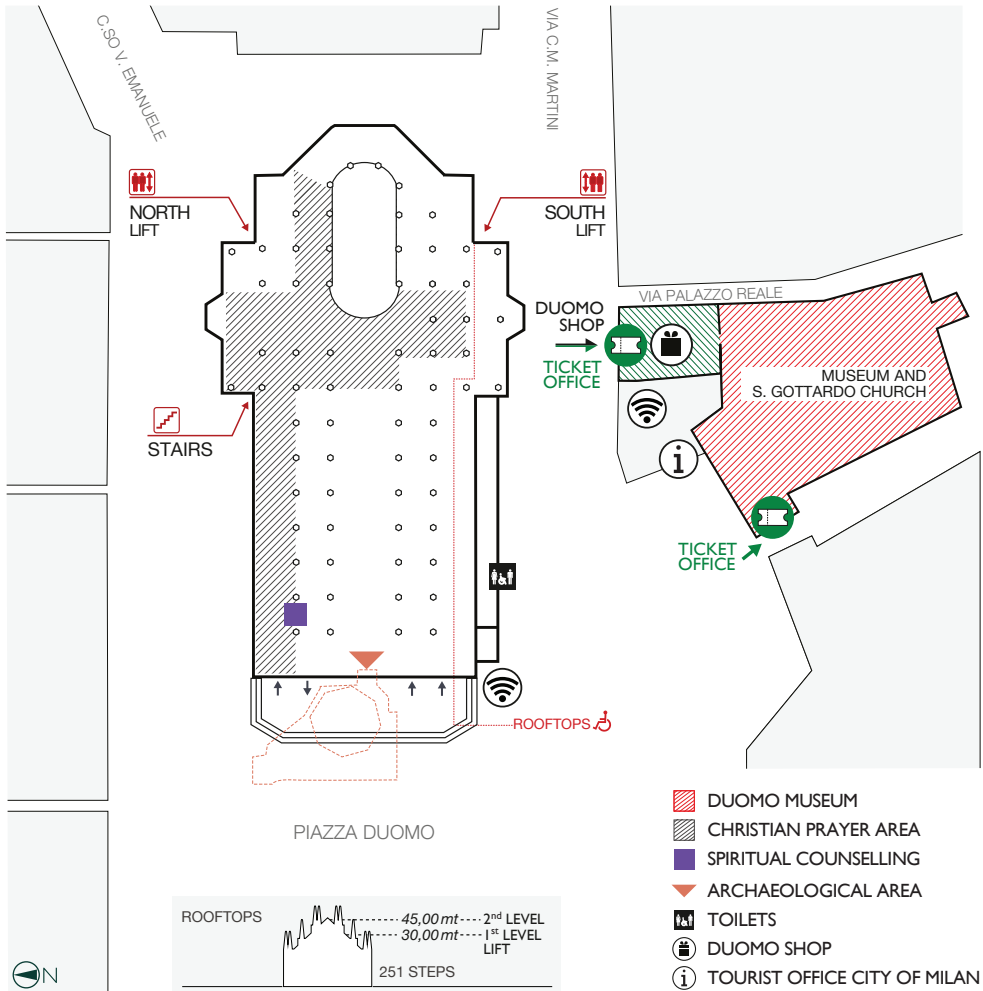 C.SO V. EMANUELE
VIA C.M. MARTINI
NORTH
LIFT
SOUTH
LIFT
VIA PALAZZO REALE
DUOMO
SHOP
TICKET
OFFICE
MUSEUM AND
S. GOTTARDO CHURCH
STAIRS
i
TICKET
OFFICE
ROOFTOPS
PIAZZA DUOMO
DUOMO MUSEUM
CHRISTIAN PRAYER AREA
SPIRITUAL COUNSELLING
ARCHAEOLOGICAL AREA
TOILETS
DUOMO SHOP
i TOURIST OFFICE CITY OF MILAN
ROOFTOPS
45,00 mt 2nd LEVEL
30,00 mt 1st LEVEL
LIFT
251 STEPS
N